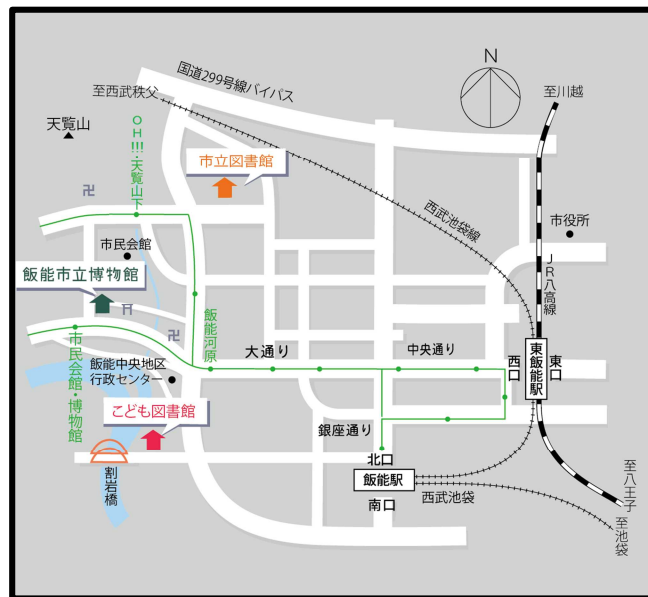 国道299号線バイパス
N
至西武秩父
至川越
天覧山
OH!!!・天覧山下
市立図書館
西武池袋線
市役所
卍
市民会館
JR八高線
飯能市立博物館
卍
飯能河原
大通り
中央通り
西口
東飯能駅
東口
市民会館・博物館
飯能中央地区
行政センター
こども図書館
銀座通り
北口
割岩橋
飯能駅
西武池袋
南口
至八王子
至池袋